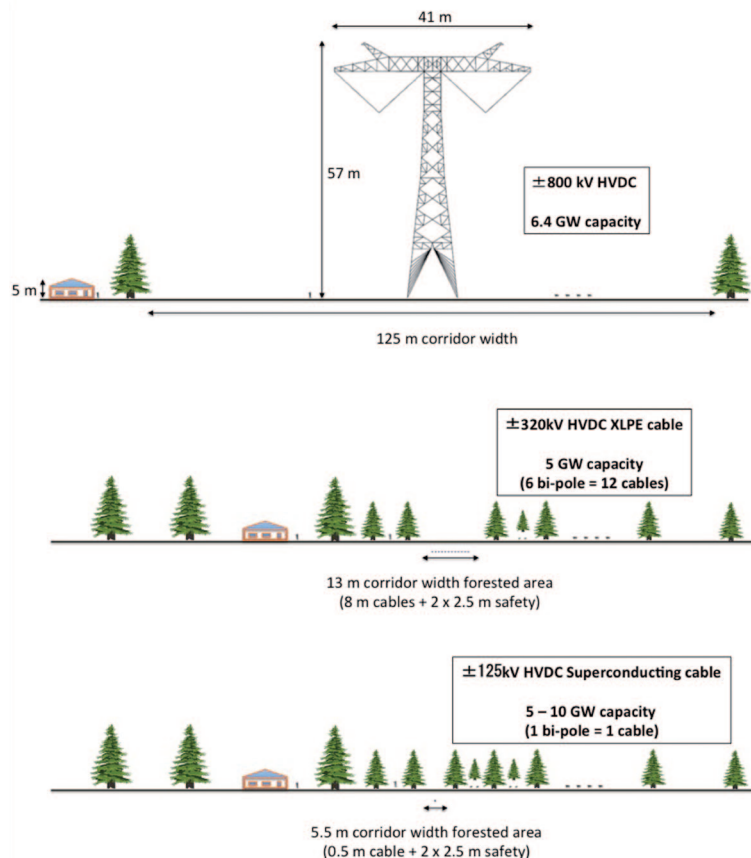 41 m
57 m
±800 kV HVDC
6.4 GW capacity
5 m
125 m corridor width
±320kV HVDC XLPE cable
5 GW capacity
(6 bi-pole = 12 cables)
13 m corridor width forested area
(8 m cables + 2 x 2.5 m safety)
±125kV HVDC Superconducting cable
5 – 10 GW capacity
(1 bi-pole = 1 cable)
5.5 m corridor width forested area
(0.5 m cable + 2 x 2.5 m safety)